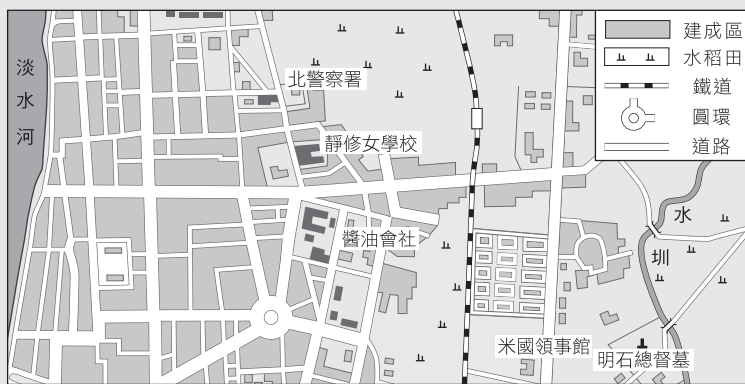 淡水河
北警察署
靜修女學校
醬油會社
米國領事館
明石總督墓
水圳
建成區
水稻田
鐵道
圓環
道路